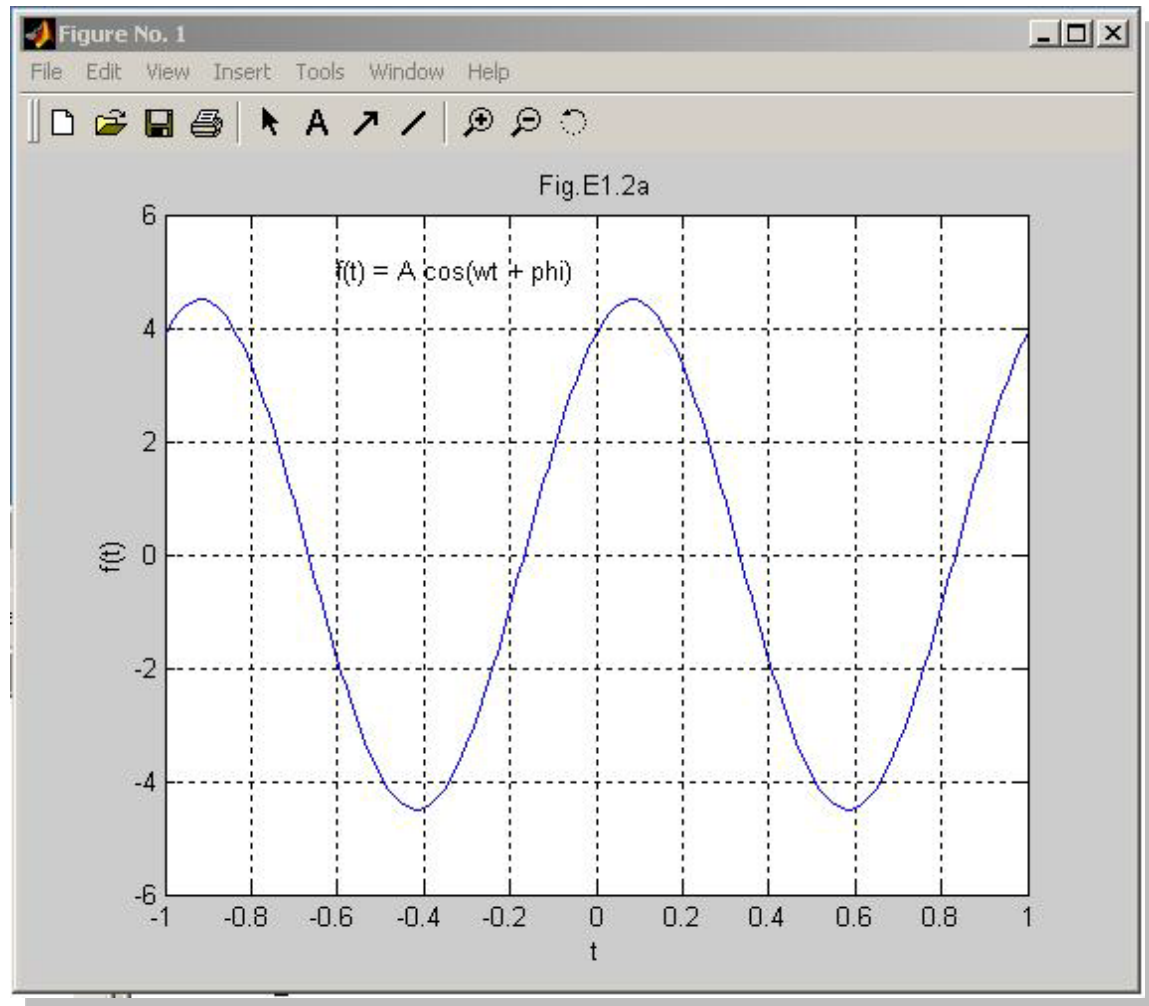 Figure No. 1
File Edit View Insert Tools Window Help
A
Fig.E1.2a
f(t) = A cos(wt + phi)
6
4
2
0
-2
-4
-6
f(t)
-1 -0.8 -0.6 -0.4 -0.2 0 0.2 0.4 0.6 0.8 1
t